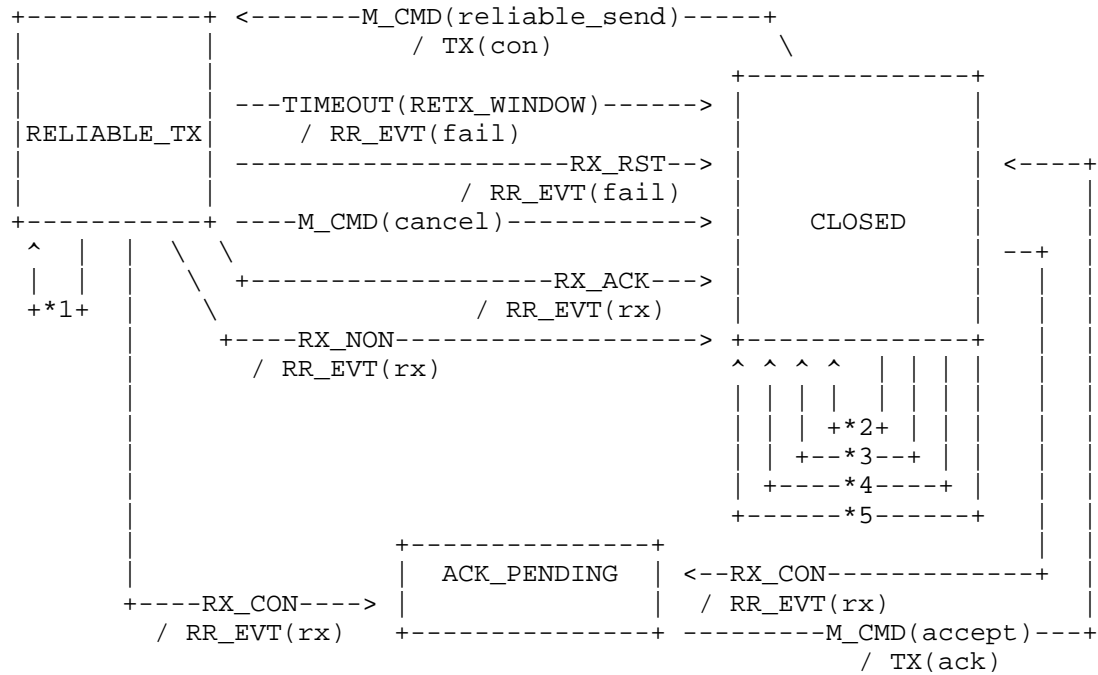 <-------M_CMD(reliable_send)-----+
/ TX(con)
---TIMEOUT(RETX_WINDOW)------>
RELIABLE_TX
/ RR_EVT(fail)
---------------------RX_RST-->
<----+
/ RR_EVT(fail)
----M_CMD(cancel)------------->
CLOSED
--+
+-------------------RX_ACK--->
+*1+
/ RR_EVT(rx)
+----RX_NON------------------->
/ RR_EVT(rx)
+*2+
+--*3--+
+----*4----+
+------*5------+
ACK_PENDING
<--RX_CON-------------+
+----RX_CON---->
/ RR_EVT(rx)
/ RR_EVT(rx)
---------M_CMD(accept)---+
/ TX(ack)